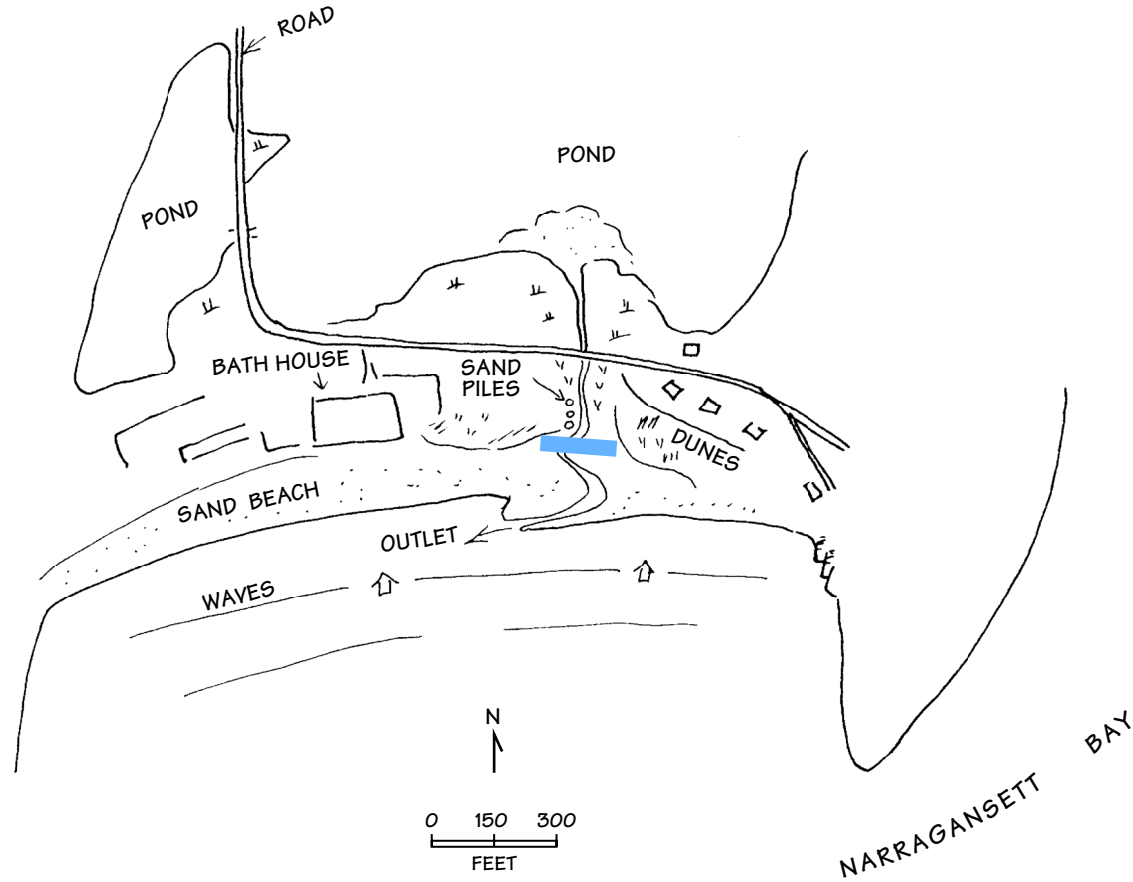 ROAD
POND
POND
BATH HOUSE
SAND
PILES
DUNES
SAND BEACH
OUTLET
WAVES
N
BAY
NARRAGANSETT
0 150 300
FEET